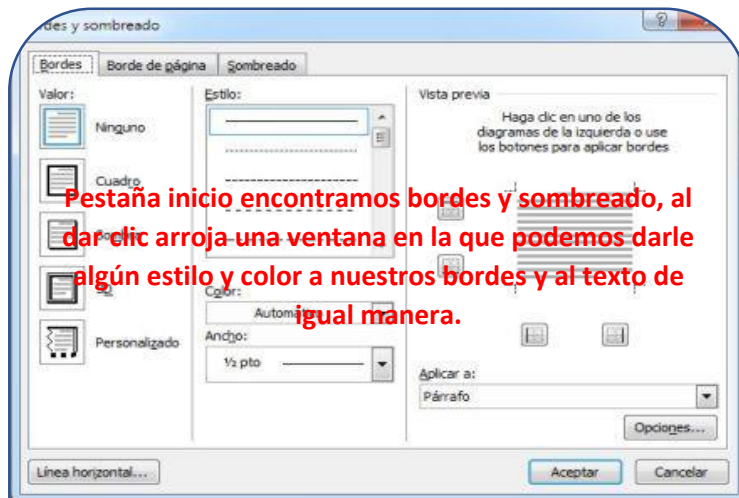 rdes y sombreado
Bordes Borde de página Sombreado
Valor:
Ninguno
Cuadro
3D
Personalizado
Estilo:
Color:
Automático
Ancho:
½ pto
Vista previa
Haga clic en uno de los
diagramas de la izquierda o use
los botones para aplicar bordes
Pestaña inicio encontramos bordes y sombreado, al
dar clic arroja una ventana en la que podemos darle
algún estilo y color a nuestros bordes y al texto de
igual manera.
Aplicar a:
Párrafo
Opciones...
Línea horizontal...
Aceptar Cancelar